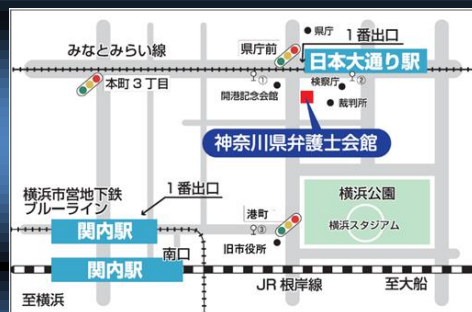 県庁
1番出口
県庁前
みなとみらい線
日本大通り駅
①
②
本町3丁目
検察庁
開港記念会館
裁判所
神奈川県弁護士会館
横浜市営地下鉄
ブルーライン
1番出口
横浜公園
港町
横浜スタジアム
関内駅
③
旧市役所
南口
関内駅
JR根岸線
至大船
至横浜